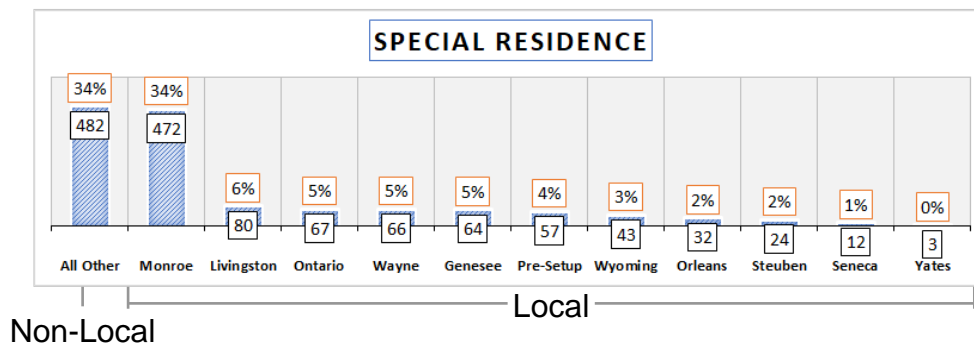 SPECIAL RESIDENCE
34% 34% 6% 5% 5% 5% 4% 3% 2% 2% 1% 0%
482 472 80 67 66 64 57 43 32 24 12 3
All Other Monroe Livingston Ontario Wayne Genesee Pre-Setup Wyoming Orleans Steuben Seneca Yates
Local
Non-Local